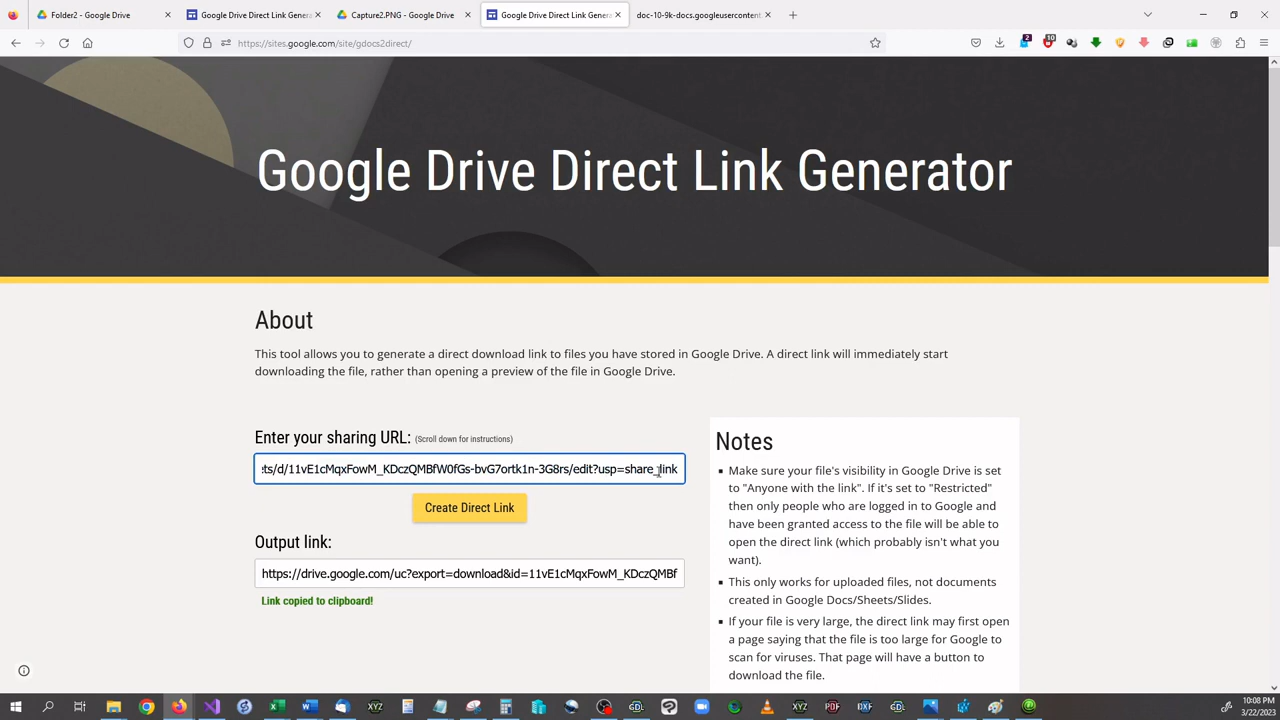 Folder2 - Google Drive
Google Drive Direct Link Genera
Capture2.PNG - Google Drive
Google Drive Direct Link Genera
doc-10-9k-docs.googleusercontent.
https://sites.google.com/site/gdocs2direct/
2
10
Google Drive Direct Link Generator
About
This tool allows you to generate a direct download link to files you have stored in Google Drive. A direct link will immediately start
downloading the file, rather than opening a preview of the file in Google Drive.
Enter your sharing URL: (Scroll down for instructions)
:ts/d/11vE1cMqxFowM_KDczQMBfW0fGs-bvG7ortk1n-3G8rs/edit?usp=share_link
Create Direct Link
Output link:
https://drive.google.com/uc?export=download&id=11vE1cMqxFowM_KDczQMBf
Link copied to clipboard!
Notes
Make sure your file's visibility in Google Drive is set
to "Anyone with the link". If it's set to "Restricted"
then only people who are logged in to Google and
have been granted access to the file will be able to
open the direct link (which probably isn't what you
want).
This only works for uploaded files, not documents
created in Google Docs/Sheets/Slides.
If your file is very large, the direct link may first open
a page saying that the file is too large for Google to
scan for viruses. That page will have a button to
download the file.
10:08 PM
3/22/2023